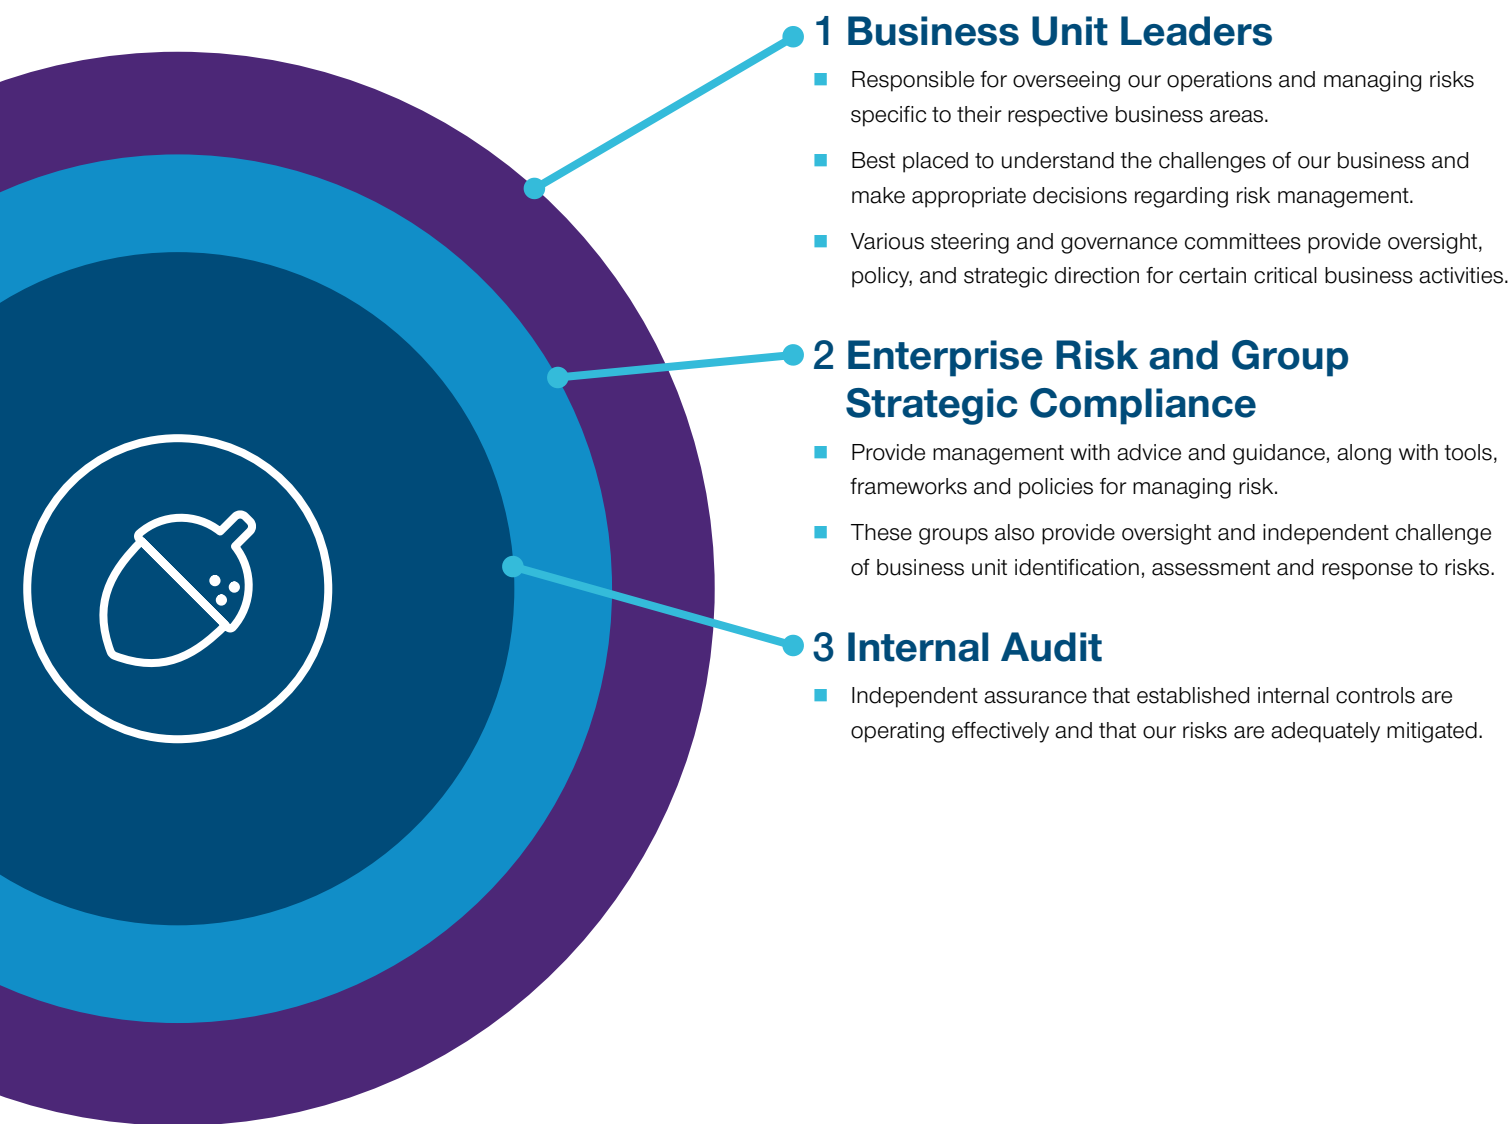 1 Business Unit Leaders
Responsible for overseeing our operations and managing risks
specific to their respective business areas.
Best placed to understand the challenges of our business and
make appropriate decisions regarding risk management.
Various steering and governance committees provide oversight,
policy, and strategic direction for certain critical business activities.
2 Enterprise Risk and Group
Strategic Compliance
Provide management with advice and guidance, along with tools,
frameworks and policies for managing risk.
These groups also provide oversight and independent challenge
of business unit identification, assessment and response to risks.
3 Internal Audit
Independent assurance that established internal controls are
operating effectively and that our risks are adequately mitigated.